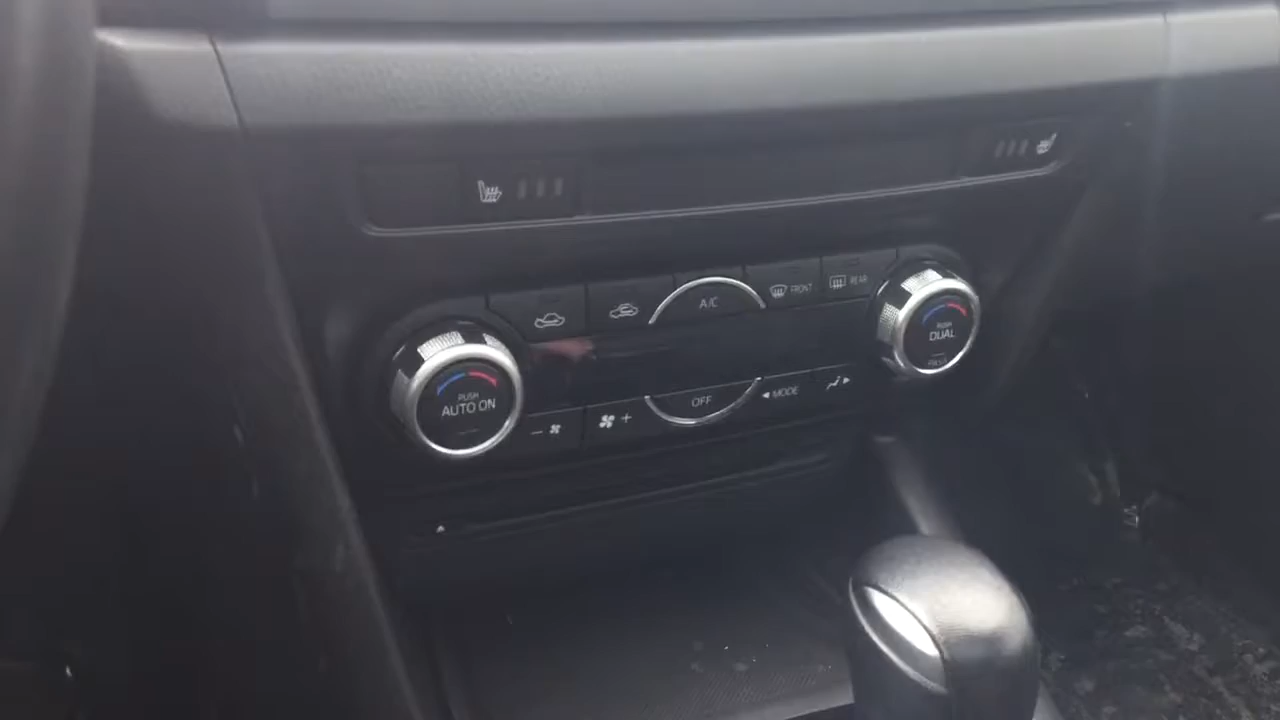 A/C
FRONT
REAR
PUSH
DUAL
PUSH
AUTO ON
OFF
MODE